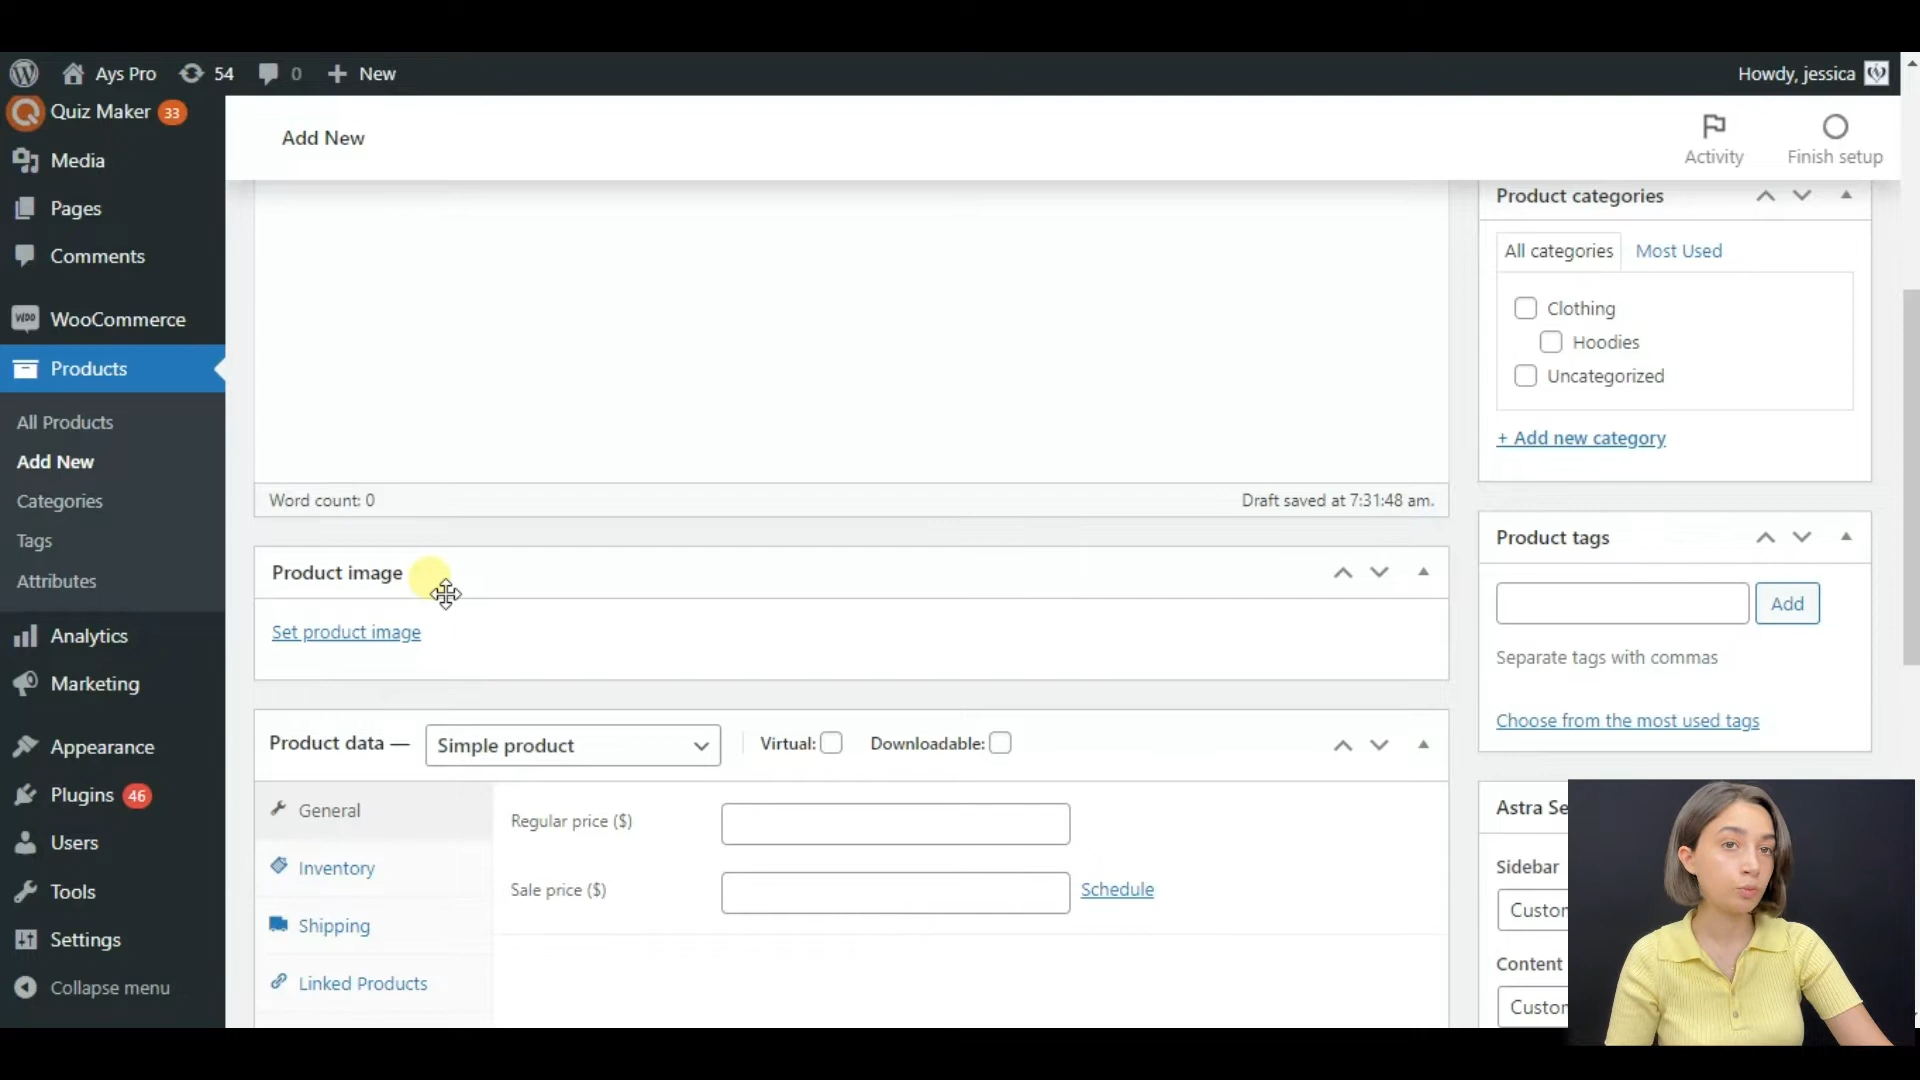 Ays Pro 54 0 New Howdy, jessica
Quiz Maker 33
Media
Pages
Comments
WOO WooCommerce
Products
All Products
Add New
Categories
Tags
Attributes
Analytics
Marketing
Appearance
Plugins 46
Users
Tools
Settings
Collapse menu
Add New
Activity
Finish setup
Word count: 0 Draft saved at 7:31:48 am.
Product image
Set product image
Product data — Simple product Virtual: Downloadable:
General
Inventory
Shipping
Linked Products
Regular price ($)
Sale price ($) Schedule
Product categories
All categories Most Used
Clothing
Hoodies
Uncategorized
+ Add new category
Product tags
Add
Separate tags with commas
Choose from the most used tags
Astra Se
Sidebar
Custon
Content
Custon